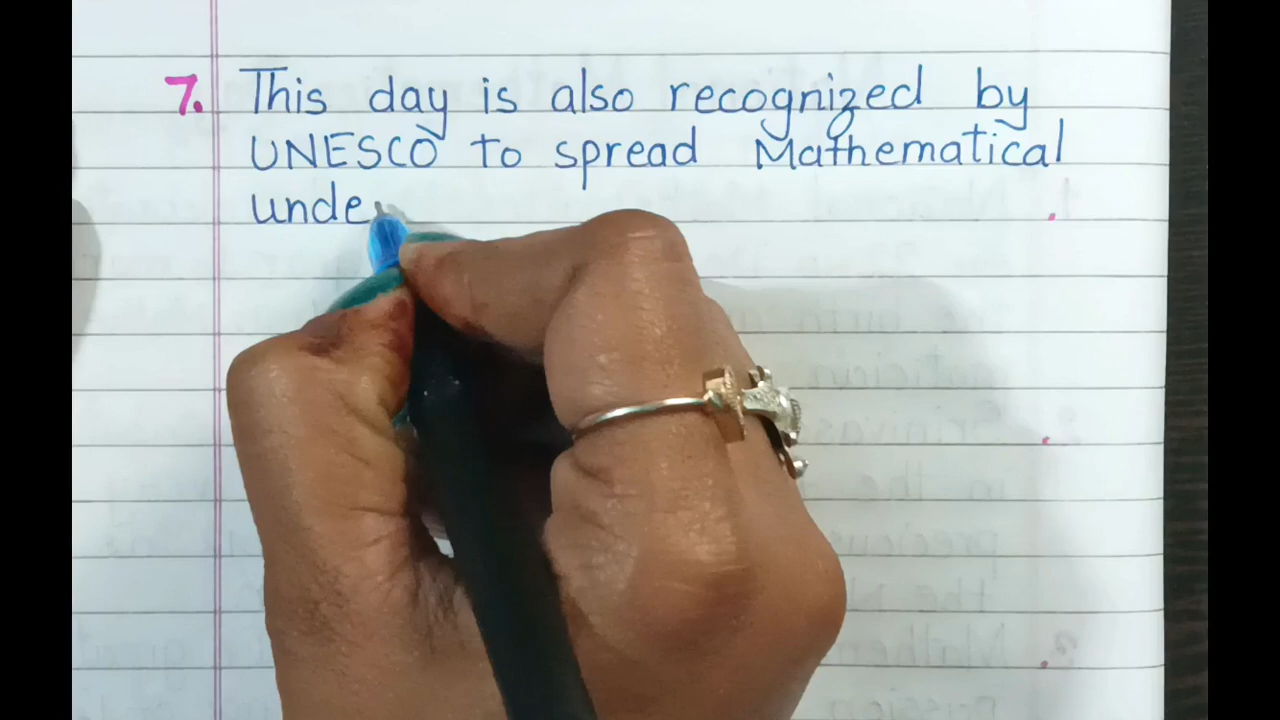 7. This day is also recognized by
UNESCO to spread Mathematical
unde